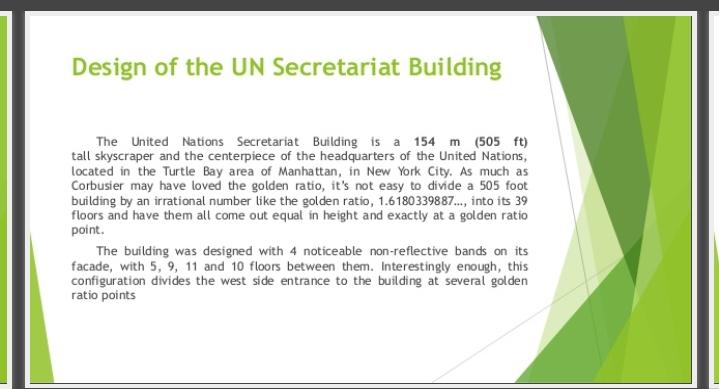 Design of the UN Secretariat Building
The United Nations Secretariat Building is a 154 m (505 ft)
tall skyscraper and the centerpiece of the headquarters of the United Nations,
located in the Turtle Bay area of Manhattan, in New York City. As much as
Corbusier may have loved the golden ratio, it's not easy to divide a 505 foot
building by an irrational number like the golden ratio, 1.6180339887…, into its 39
floors and have them all come out equal in height and exactly at a golden ratio
point.
The building was designed with 4 noticeable non-reflective bands on its
facade, with 5, 9, 11 and 10 floors between them. Interestingly enough, this
configuration divides the west side entrance to the building at several golden
ratio points